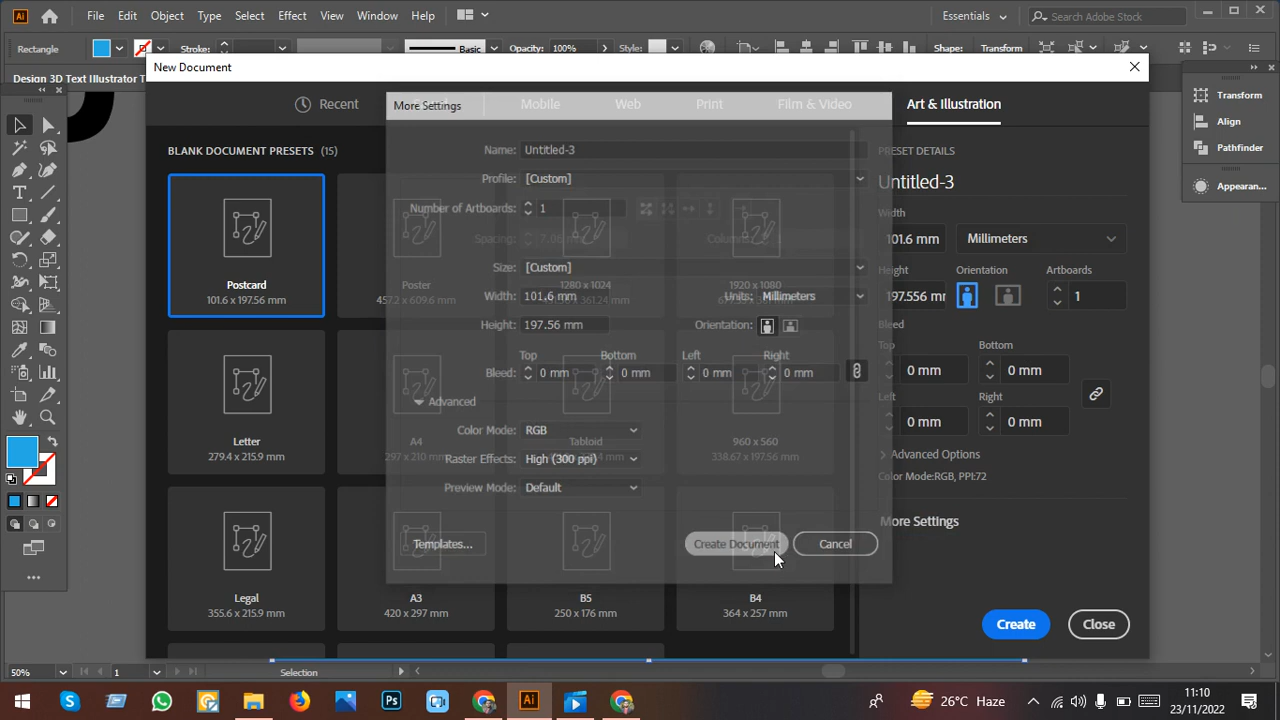 Ai File Edit Object Type Select Effect View Window Help Essentials Search Adobe Stock
Rectangle Stroke: Basic Opacity: 100% Style: Shape: Transform
Design 3D Text Illustrator T
New Document
Recent Mobile Web Print Film & Video Art & Illustration
More Settings
BLANK DOCUMENT PRESETS (15)
Name: Untitled-3
Profile: [Custom]
Number of Artboards: 1
Spacing: 7.06 mm
Size: [Custom]
Width: 101.6 mm Units: Millimeters
Height: 197.56 mm Orientation:
Top Bottom Left Right
Bleed: 0 mm 0 mm 0 mm 0 mm
Advanced
Color Mode: RGB
Raster Effects: High (300 ppi)
Preview Mode: Default
Templates... Create Document Cancel
Postcard
101.6 x 197.56 mm
Poster
457.2 x 609.6 mm
1280 x 1024
1920 x 1080
Letter
279.4 x 215.9 mm
A4
297 x 210 mm
Tabloid
960 x 560
338.67 x 197.56 mm
Legal
355.6 x 215.9 mm
A3
420 x 297 mm
B5
250 x 176 mm
B4
364 x 257 mm
PRESET DETAILS
Untitled-3
Width
101.6 mm Millimeters
Height Orientation Artboards
197.556 mm 1
Bleed
Top Bottom
0 mm 0 mm
Left Right
0 mm 0 mm
Advanced Options
Color Mode:RGB, PPI:72
More Settings
Create Close
Transform
Align
Pathfinder
Appearan...
50% 1 Selection
Ai Ps 26°C Haze 11:10
23/11/2022